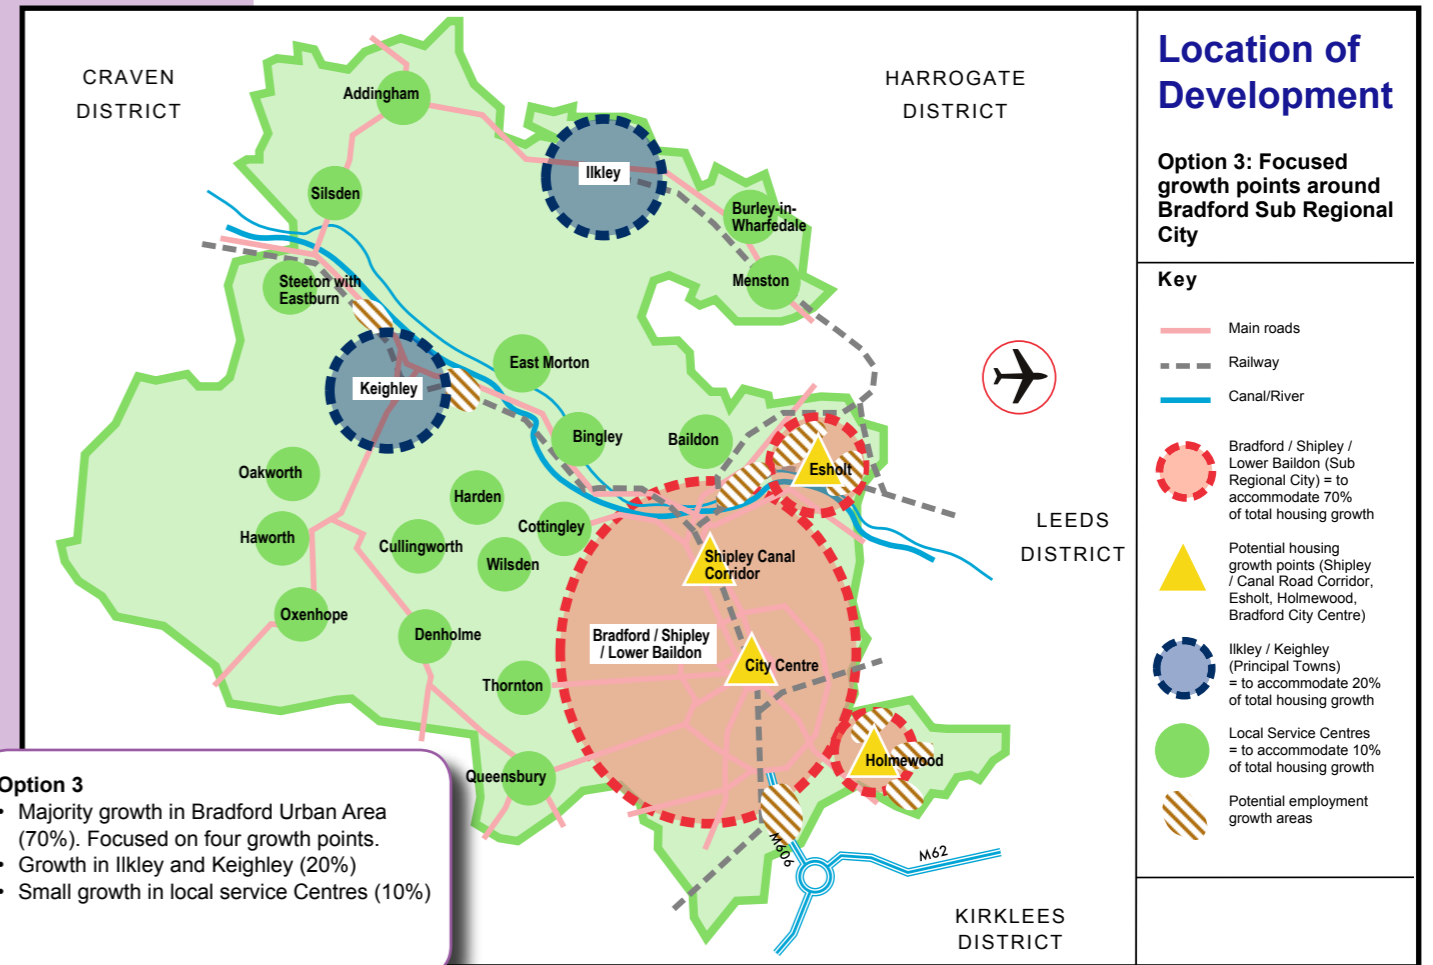 CRAVEN
DISTRICT
HARROGATE
DISTRICT
Addingham
Ilkley
Silsden
Burley-in-
Wharfedale
Menston
Steeton with
Eastburn
East Morton
Keighley
Bingley
Baildon
Esholt
Oakworth
Harden
Haworth
Cullingworth
Cottingley
Wilsden
LEEDS
DISTRICT
Shipley Canal
Corridor
Oxenhope
Denholme
Bradford / Shipley
/ Lower Baildon
City Centre
Thornton
Queensbury
Holmewood
M606
M62
KIRKLEES
DISTRICT
Option 3
• Majority growth in Bradford Urban Area
(70%). Focused on four growth points.
• Growth in Ilkley and Keighley (20%)
• Small growth in local service Centres (10%)
Location of
Development
Option 3: Focused
growth points around
Bradford Sub Regional
City
Key
Main roads
Railway
Canal/River
Bradford / Shipley /
Lower Baildon (Sub
Regional City) = to
accommodate 70%
of total housing growth
Potential housing
growth points (Shipley
/ Canal Road Corridor,
Esholt, Holmewood,
Bradford City Centre)
Ilkley / Keighley
(Principal Towns)
= to accommodate 20%
of total housing growth
Local Service Centres
= to accommodate 10%
of total housing growth
Potential employment
growth areas